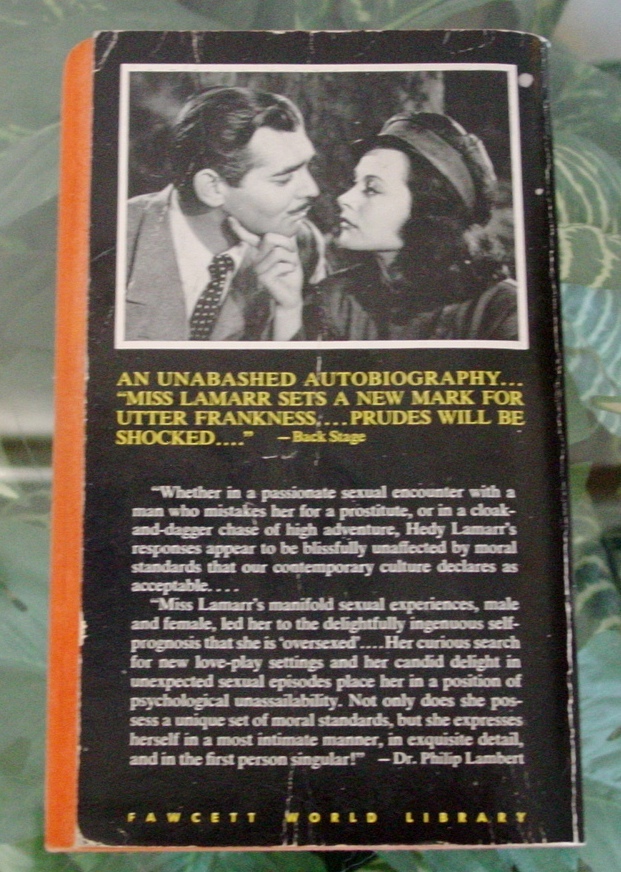 AN UNABASHED AUTOBIOGRAPHY...
"MISS LAMARR SETS A NEW MARK FOR
UTTER FRANKNESS....PRUDES WILL BE
SHOCKED...." —Back Stage
"Whether in a passionate sexual encounter with a
man who mistakes her for a prostitute, or in a cloak-
and-dagger chase of high adventure, Hedy Lamarr's
responses appear to be blissfully unaffected by moral
standards that our contemporary culture declares as
acceptable....
"Miss Lamarr's manifold sexual experiences, male
and female, led her to the delightfully ingenuous self-
prognosis that she is 'oversexed'....Her curious search
for new love-play settings and her candid delight in
unexpected sexual episodes place her in a position of
psychological unassailability. Not only does she pos-
sess a unique set of moral standards, but she expresses
herself in a most intimate manner, in exquisite detail,
and in the first person singular!" —Dr. Philip Lambert
FAWCETT WORLD LIBRARY